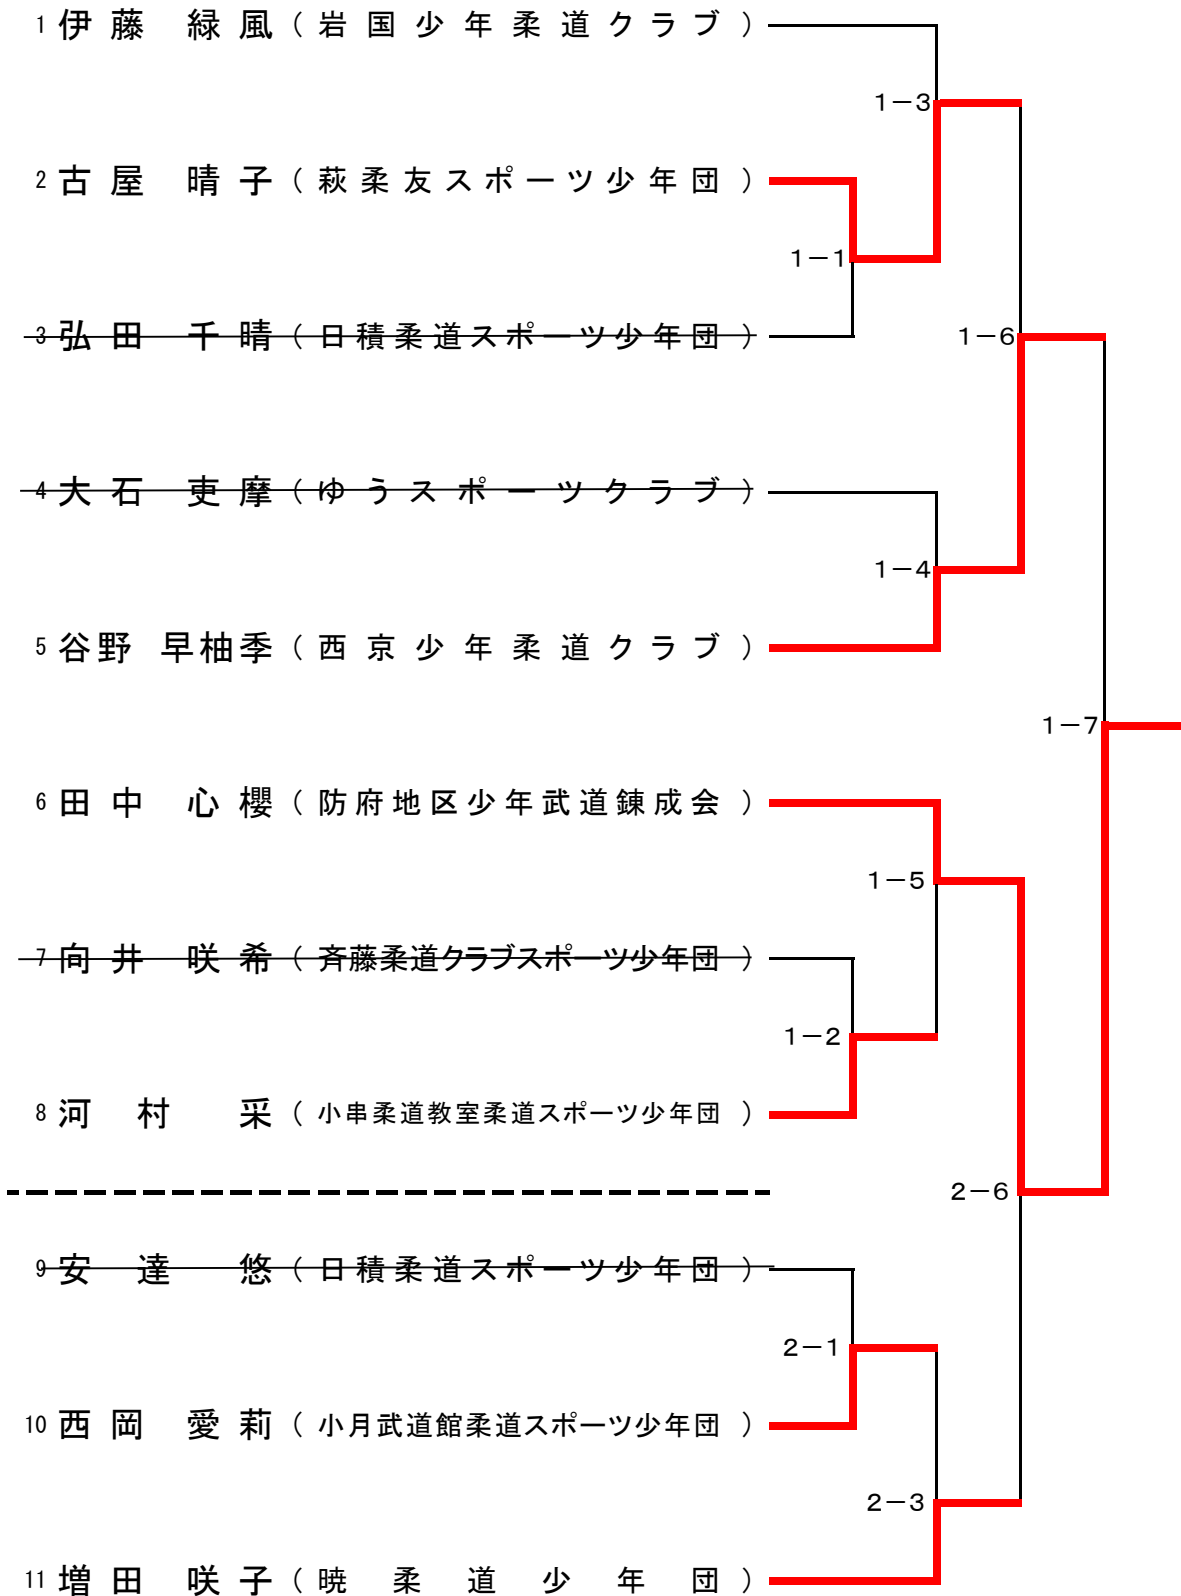 1 伊藤 緑風 （岩国少年柔道クラブ）
1－3
2 古屋 晴子 （萩柔友スポーツ少年団）
1－1
3 弘田 千晴 （日積柔道スポーツ少年団）
1－6
4 大石 吏摩 （ゆうスポーツクラブ）
1－4
5 谷野 早柚季 （西京少年柔道クラブ）
1－7
6 田中 心櫻 （防府地区少年武道錬成会）
1－5
7 向井 咲希 （斉藤柔道クラブスポーツ少年団）
1－2
8 河村 采 （小串柔道教室柔道スポーツ少年団）
2－6
9 安達 悠 （日積柔道スポーツ少年団）
2－1
10 西岡 愛莉 （小月武道館柔道スポーツ少年団）
2－3
11 増田 咲子 （暁柔道少年団）